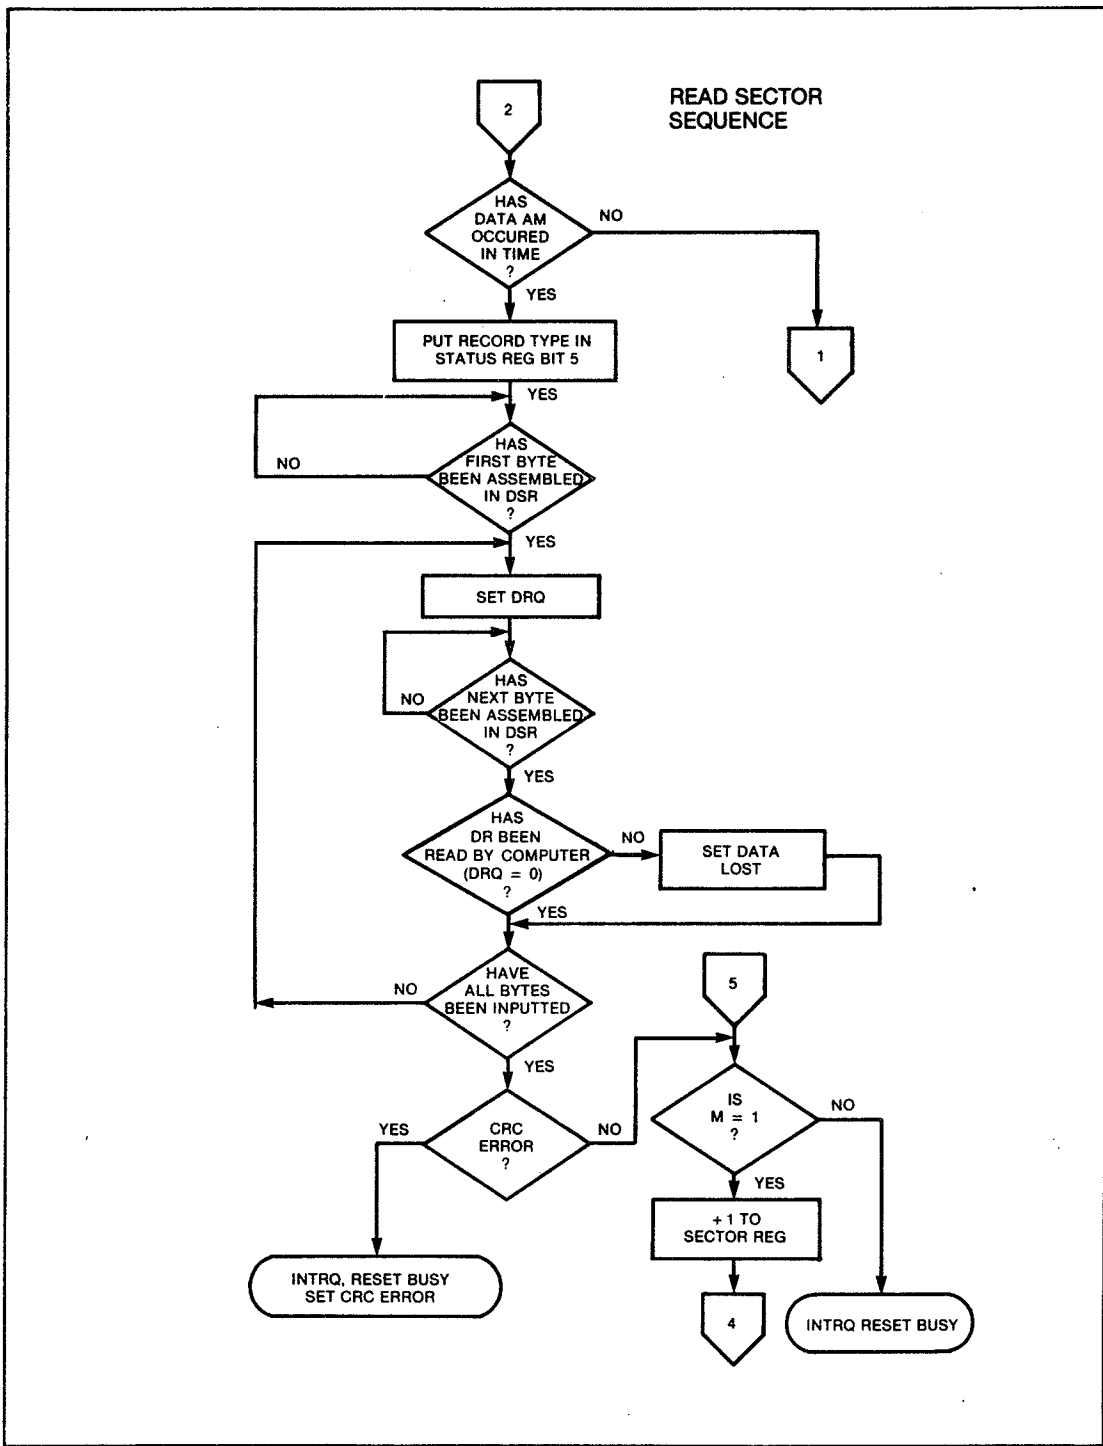 READ SECTOR
SEQUENCE
2
HAS
DATA AM
OCCURED
IN TIME
?
NO
YES
1
PUT RECORD TYPE IN
STATUS REG BIT 5
YES
HAS
FIRST BYTE
BEEN ASSEMBLED
IN DSR
?
NO
YES
SET DRQ
HAS
NEXT BYTE
BEEN ASSEMBLED
IN DSR
?
NO
YES
HAS
DR BEEN
READ BY COMPUTER
(DRQ = 0)
?
NO
SET DATA
LOST
YES
HAVE
ALL BYTES
BEEN INPUTTED
?
NO
YES
5
CRC
ERROR
?
YES
NO
IS
M = 1
?
NO
YES
+ 1 TO
SECTOR REG
INTRQ, RESET BUSY
SET CRC ERROR
4
INTRQ RESET BUSY